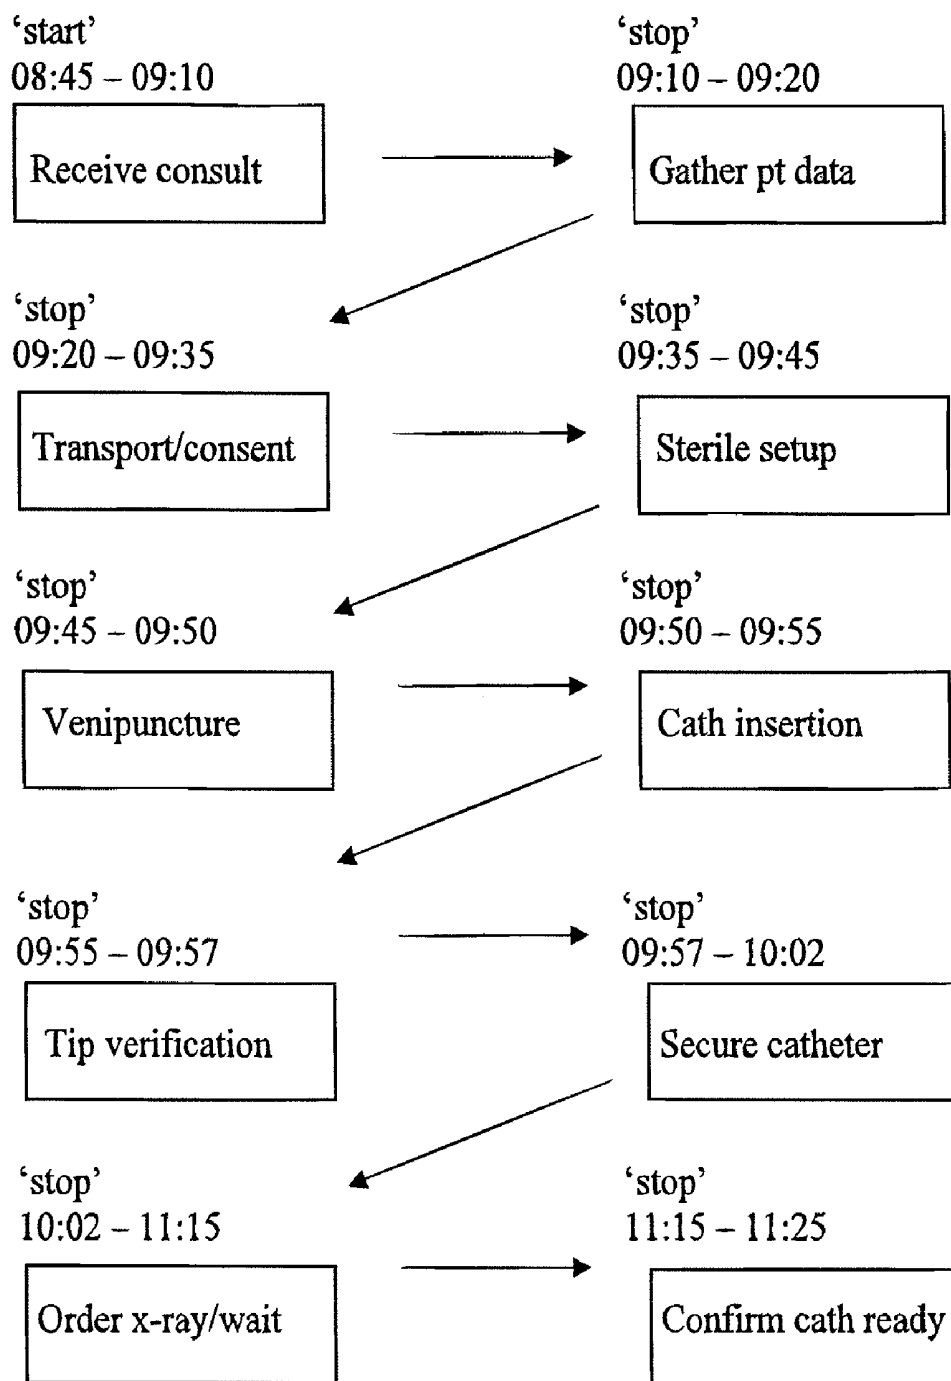 ‘start’
08:45 – 09:10
Receive consult
‘stop’
09:10 – 09:20
Gather pt data
‘stop’
09:20 – 09:35
Transport/consent
‘stop’
09:35 – 09:45
Sterile setup
‘stop’
09:45 – 09:50
Venipuncture
‘stop’
09:50 – 09:55
Cath insertion
‘stop’
09:55 – 09:57
Tip verification
‘stop’
09:57 – 10:02
Secure catheter
‘stop’
10:02 – 11:15
Order x-ray/wait
‘stop’
11:15 – 11:25
Confirm cath ready